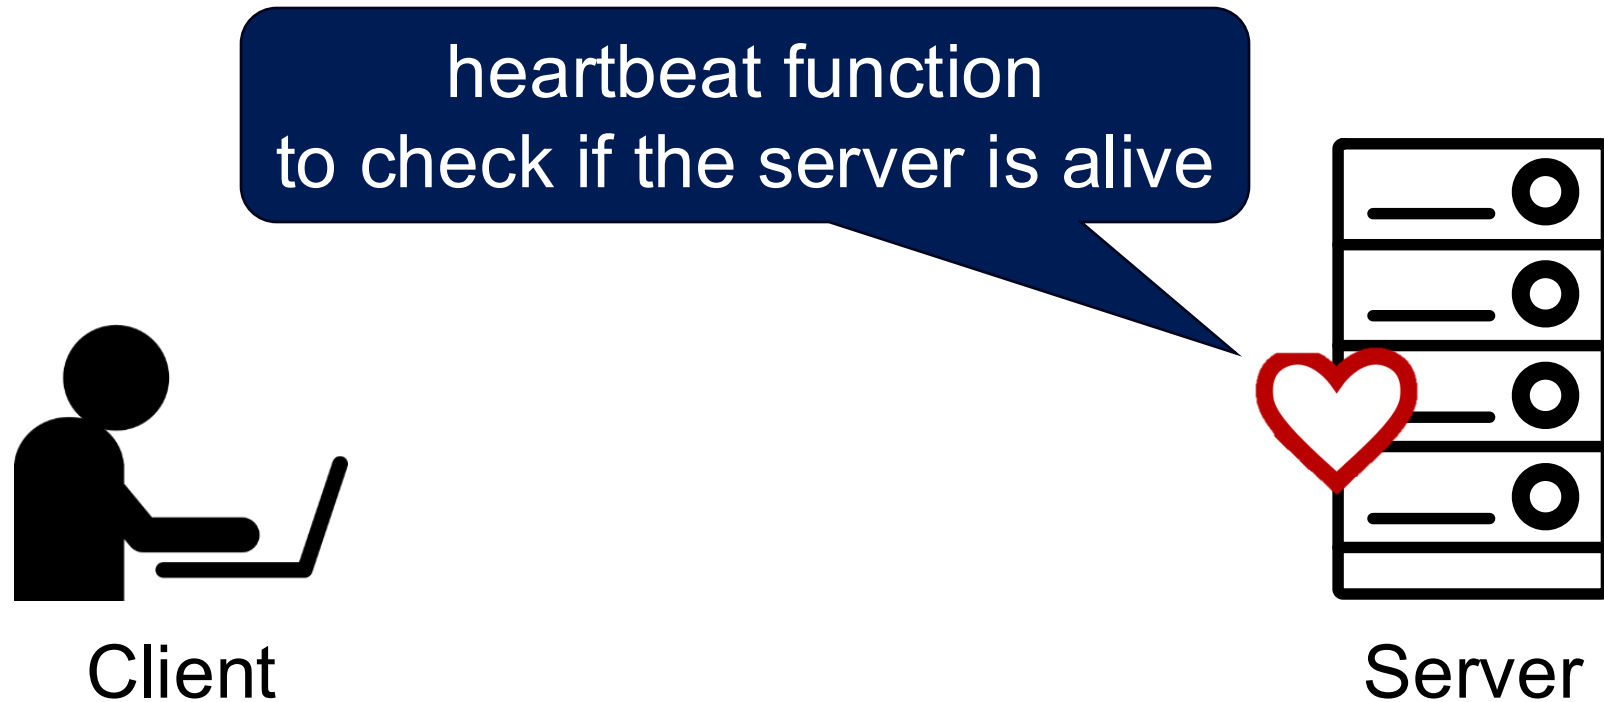 heartbeat function
to check if the server is alive
Client
Server